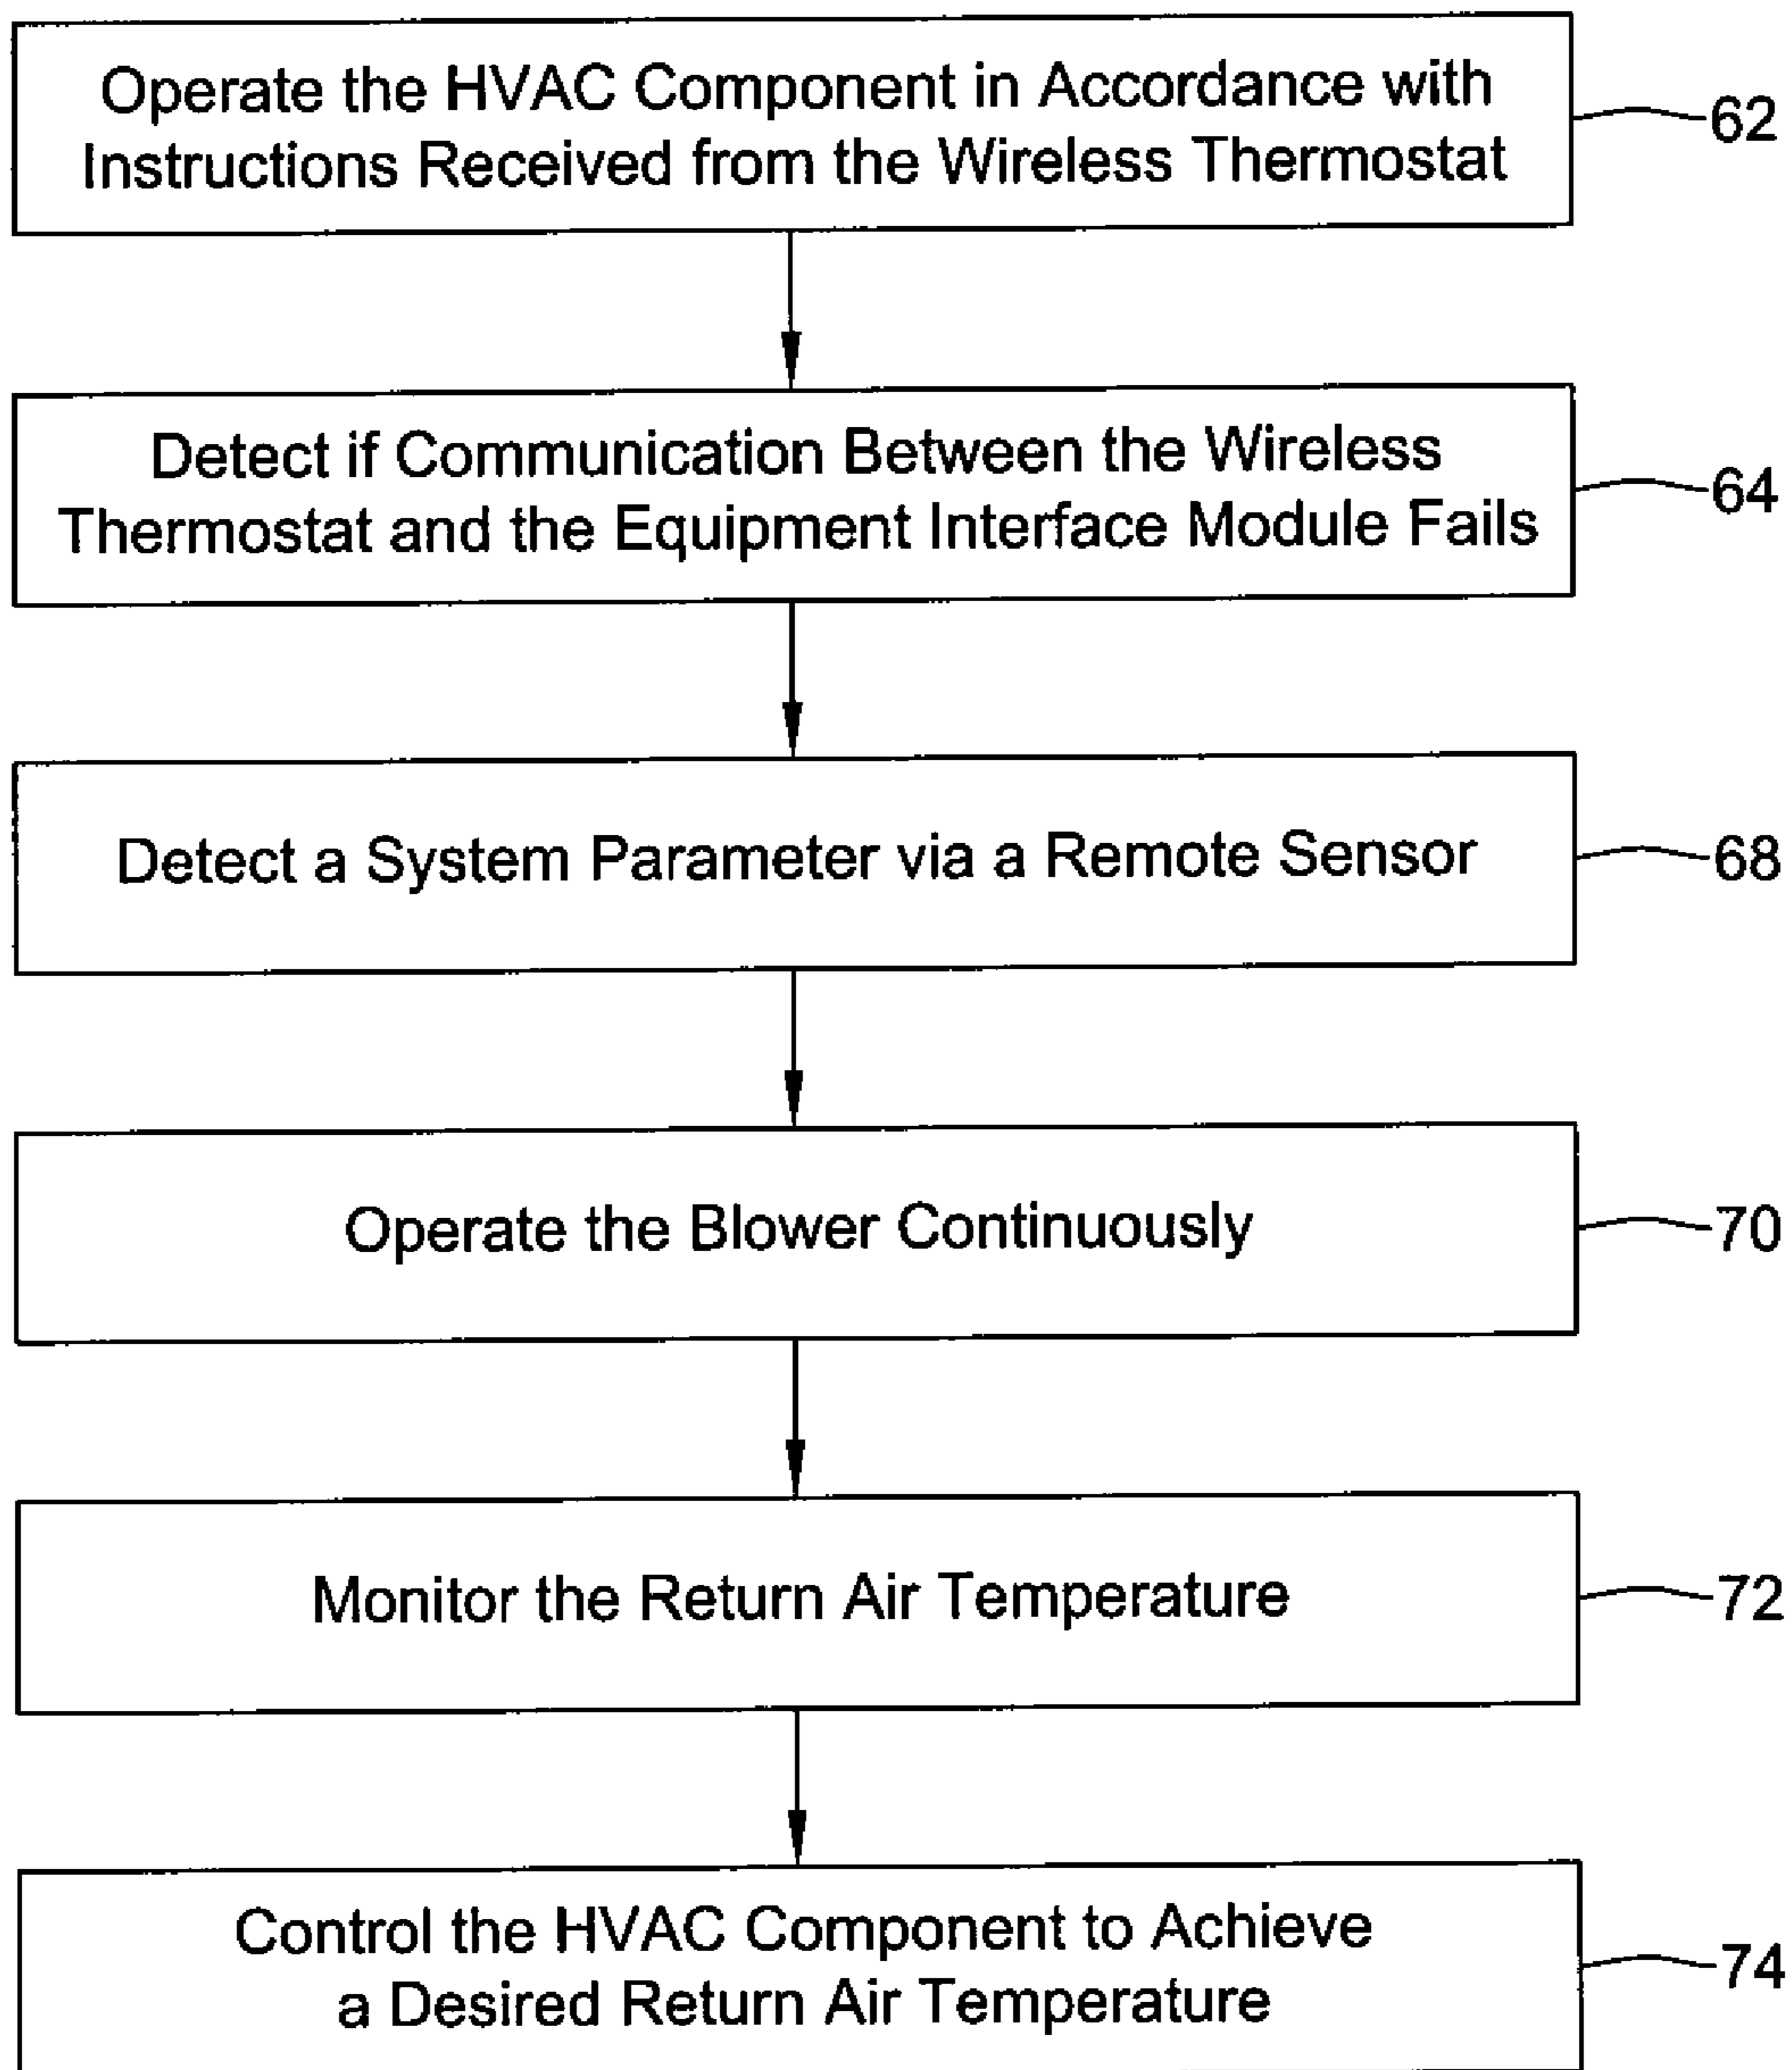 Operate the HVAC Component in Accordance with
Instructions Received from the Wireless Thermostat
62
Detect if Communication Between the Wireless
Thermostat and the Equipment Interface Module Fails
64
Detect a System Parameter via a Remote Sensor
68
Operate the Blower Continuously
70
Monitor the Return Air Temperature
72
Control the HVAC Component to Achieve
a Desired Return Air Temperature
74